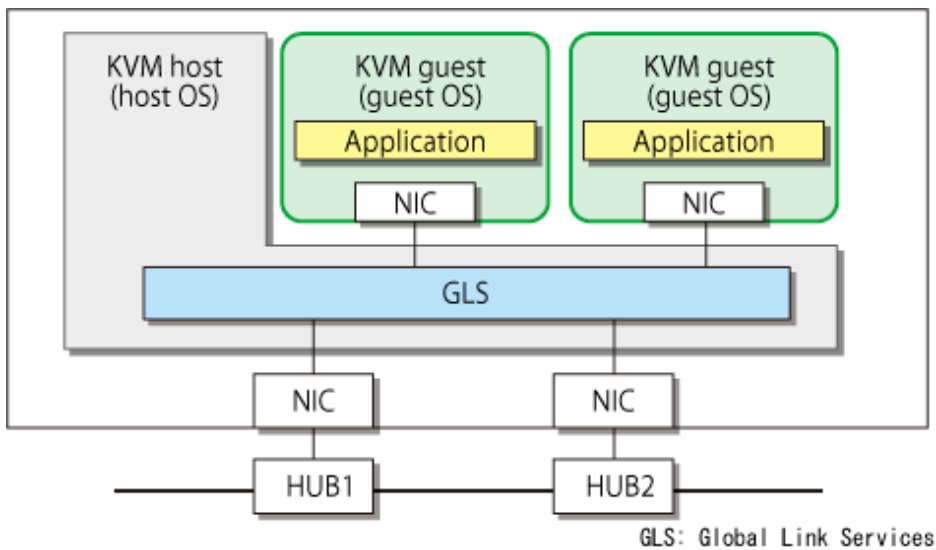 KVM host
(host OS)
KVM guest
(guest OS)
Application
NIC
KVM guest
(guest OS)
Application
NIC
GLS
NIC
NIC
HUB1
HUB2
GLS: Global Link Services